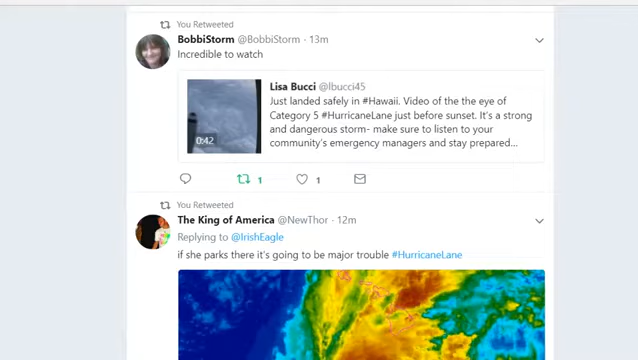 You Retweeted
BobbiStorm @BobbiStorm · 13m
Incredible to watch
Lisa Bucci @lbucci45
Just landed safely in #Hawaii. Video of the the eye of
Category 5 #HurricaneLane just before sunset. It's a strong
and dangerous storm- make sure to listen to your
community's emergency managers and stay prepared...
0:42
1
1
You Retweeted
The King of America @NewThor · 12m
Replying to @IrishEagle
if she parks there it's going to be major trouble #HurricaneLane